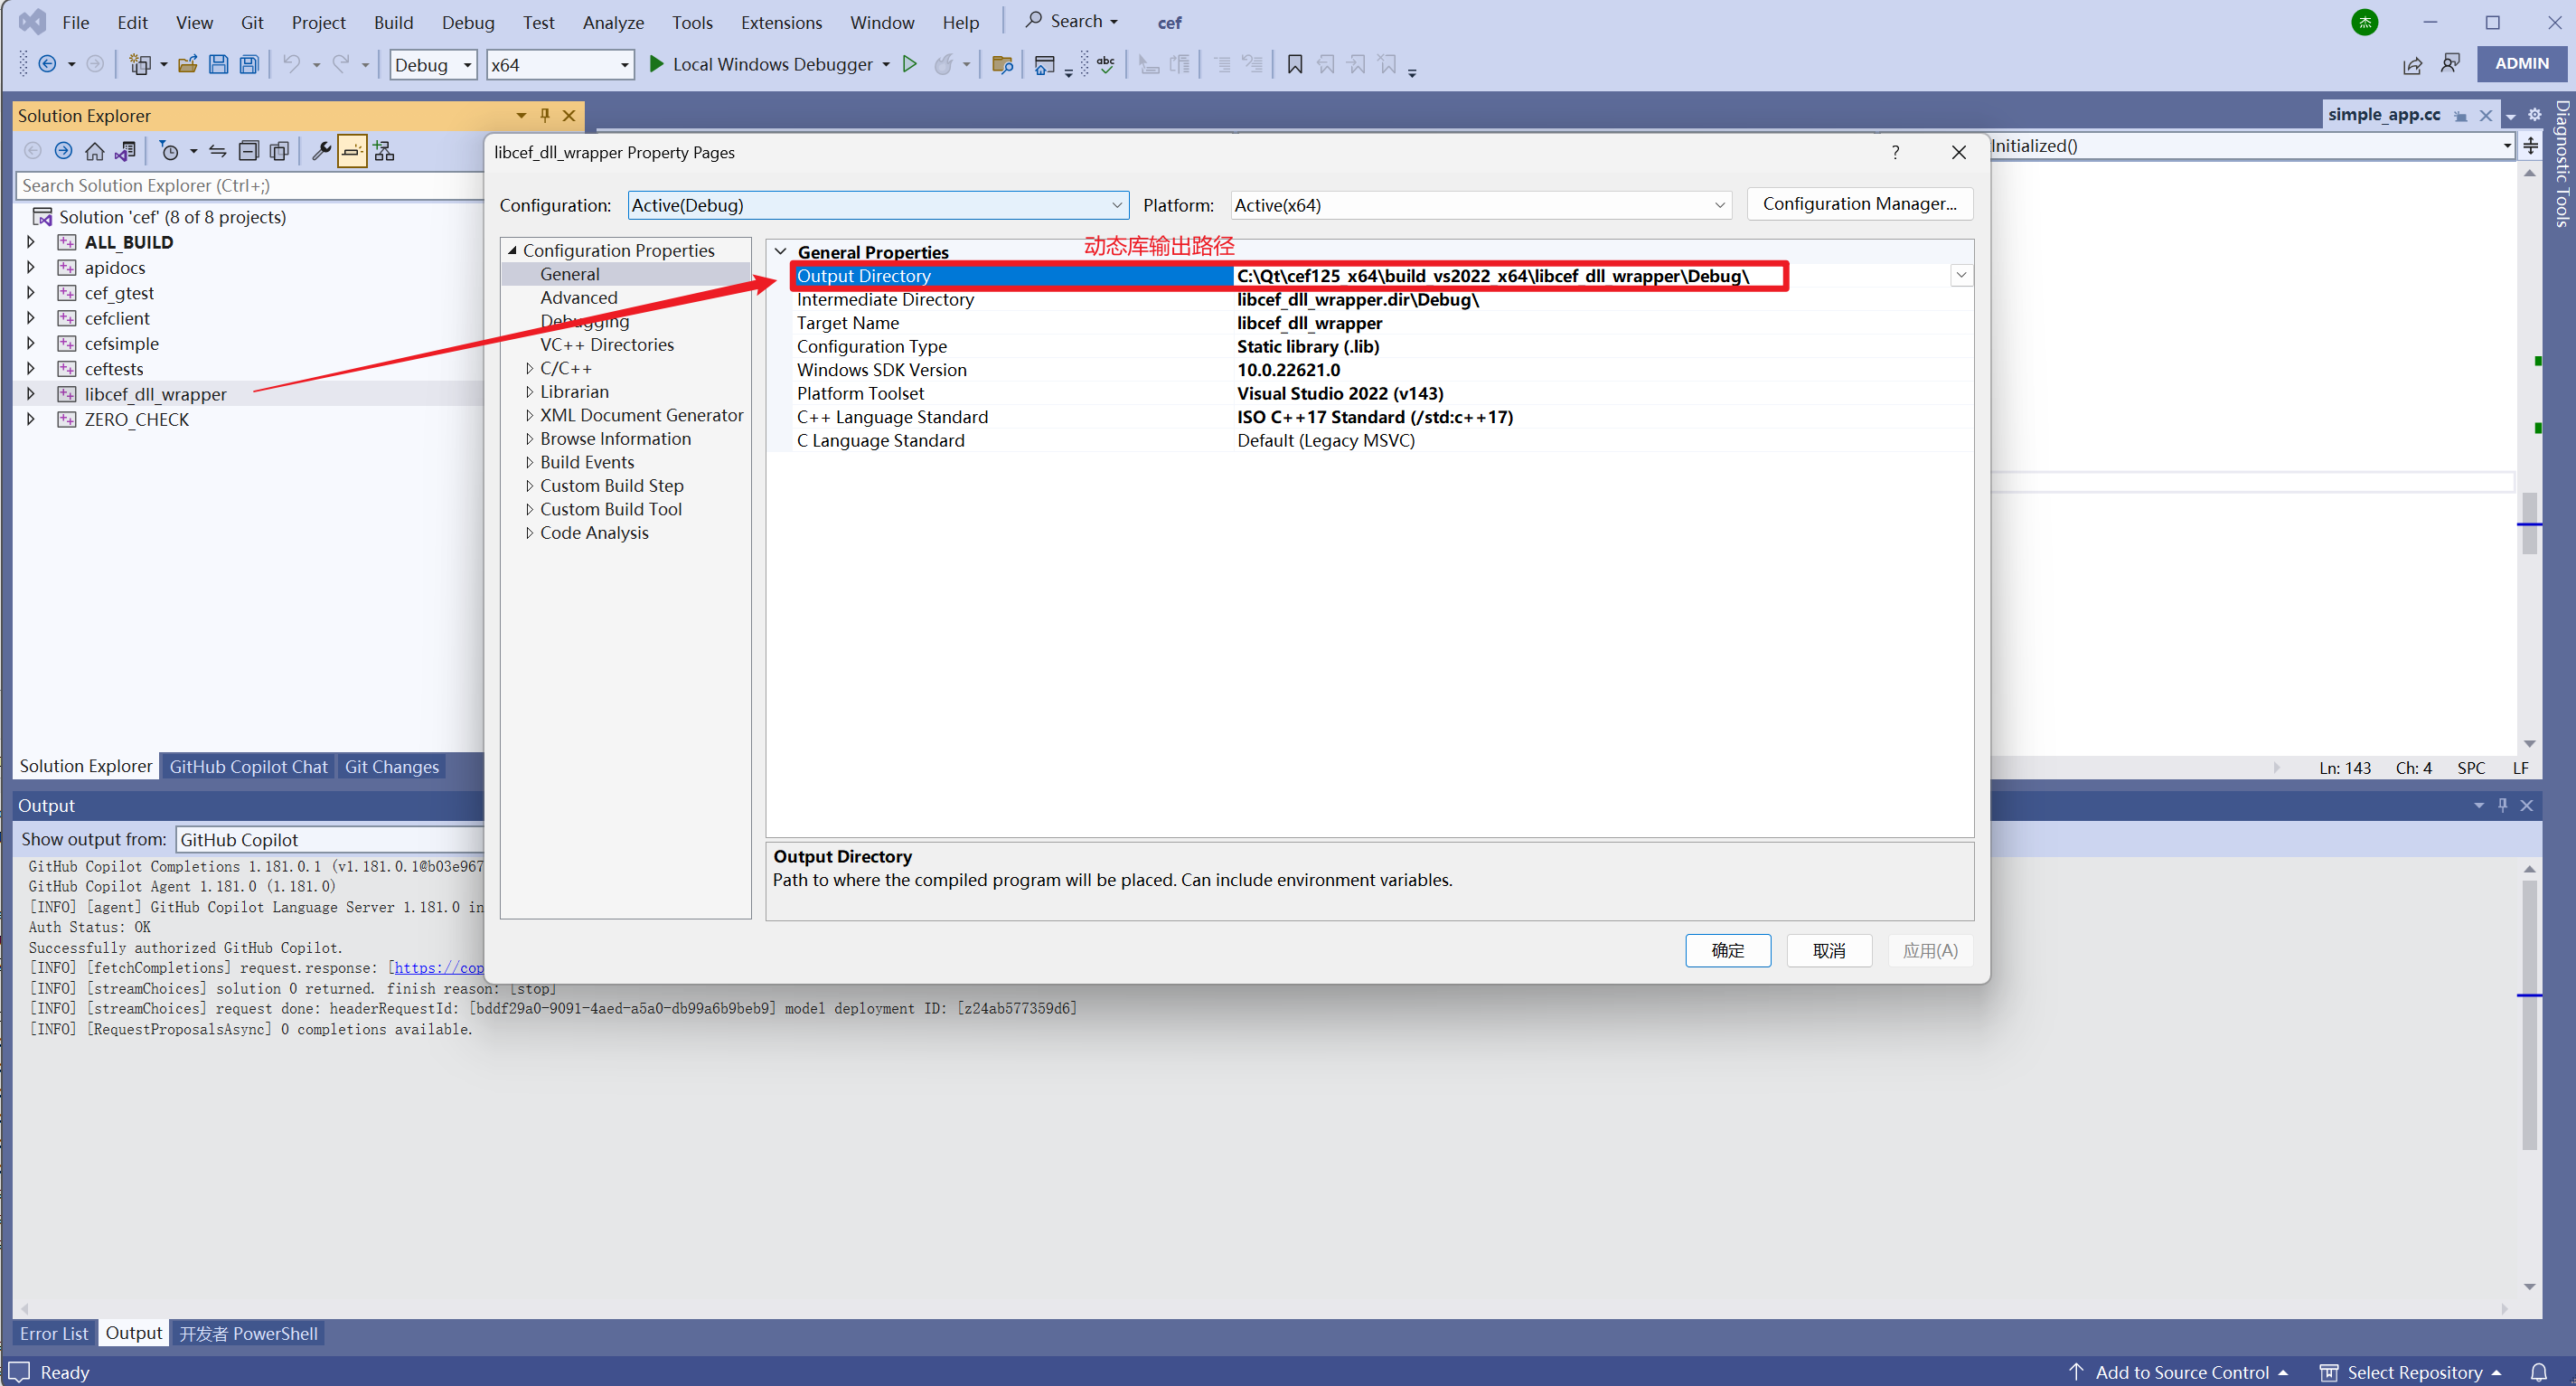 File Edit View Git Project Build Debug Test Analyze Tools Extensions Window Help Search cef 杰
Debug x64 Local Windows Debugger abc ADMIN
Solution Explorer
simple_app.cc
Diagnostic Tools
Search Solution Explorer (Ctrl+;)
Solution 'cef' (8 of 8 projects)
ALL_BUILD
apidocs
cef_gtest
cefclient
cefsimple
ceftests
libcef_dll_wrapper
ZERO_CHECK
libcef_dll_wrapper Property Pages ?
Initialized()
Configuration: Active(Debug) Platform: Active(x64) Configuration Manager...
Configuration Properties
General
Advanced
Debugging
VC++ Directories
C/C++
Librarian
XML Document Generator
Browse Information
Build Events
Custom Build Step
Custom Build Tool
Code Analysis
动态库输出路径
General Properties
Output Directory C:\Qt\cef125_x64\build_vs2022_x64\libcef_dll_wrapper\Debug\
Intermediate Directory libcef_dll_wrapper.dir\Debug\
Target Name libcef_dll_wrapper
Configuration Type Static library (.lib)
Windows SDK Version 10.0.22621.0
Platform Toolset Visual Studio 2022 (v143)
C++ Language Standard ISO C++17 Standard (/std:c++17)
C Language Standard Default (Legacy MSVC)
Output Directory
Path to where the compiled program will be placed. Can include environment variables.
确定 取消 应用(A)
Solution Explorer GitHub Copilot Chat Git Changes
Ln: 143 Ch: 4 SPC LF
Output
Show output from: GitHub Copilot
GitHub Copilot Completions 1.181.0.1 (v1.181.0.1@b03e967
GitHub Copilot Agent 1.181.0 (1.181.0)
[INFO] [agent] GitHub Copilot Language Server 1.181.0 in
Auth Status: OK
Successfully authorized GitHub Copilot.
[INFO] [fetchCompletions] request.response: [https://cop
[INFO] [streamChoices] solution 0 returned. finish reason: [stop]
[INFO] [streamChoices] request done: headerRequestId: [bddf29a0-9091-4aed-a5a0-db99a6b9beb9] model deployment ID: [z24ab577359d6]
[INFO] [RequestProposalsAsync] 0 completions available.
Error List Output 开发者 PowerShell
Ready Add to Source Control Select Repository